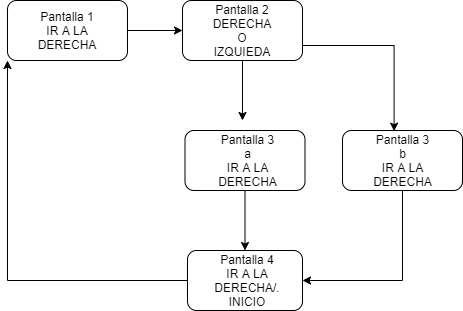 Pantalla 1
IR A LA
DERECHA
Pantalla 2
DERECHA
O
IZQUIEDA
Pantalla 3
a
IR A LA
DERECHA
Pantalla 3
b
IR A LA
DERECHA
Pantalla 4
IR A LA
DERECHA/.
INICIO